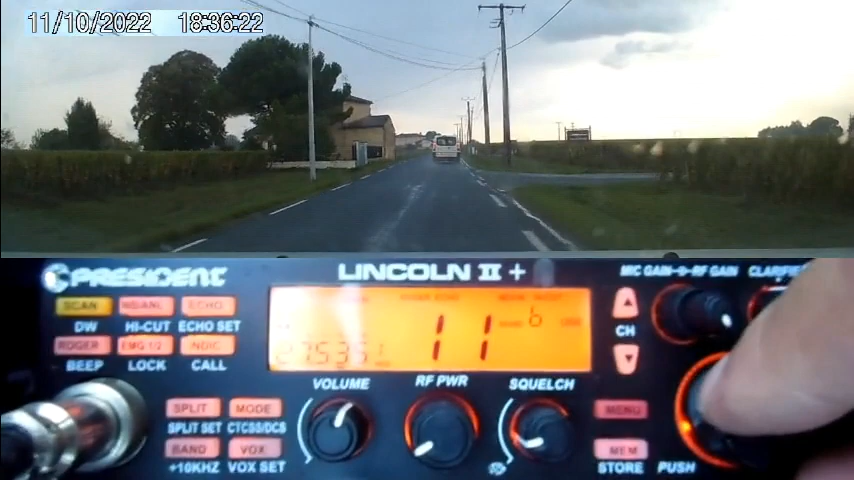 11/10/2022 18:36:22
PRESIDENT LINCOLN II + MIC GAIN RF GAIN CLARIFIE
SCAN NB/ANL ECHO
DW HI-CUT ECHO SET
ROGER EMG 1/2 NDIC
BEEP LOCK CALL
11 b
27.535
CH
VOLUME RF PWR SQUELCH
SPLIT MODE MENU
SPLIT SET CTCSS/DCS
BAND VOX MEM
+10KHZ VOX SET STORE PUSH